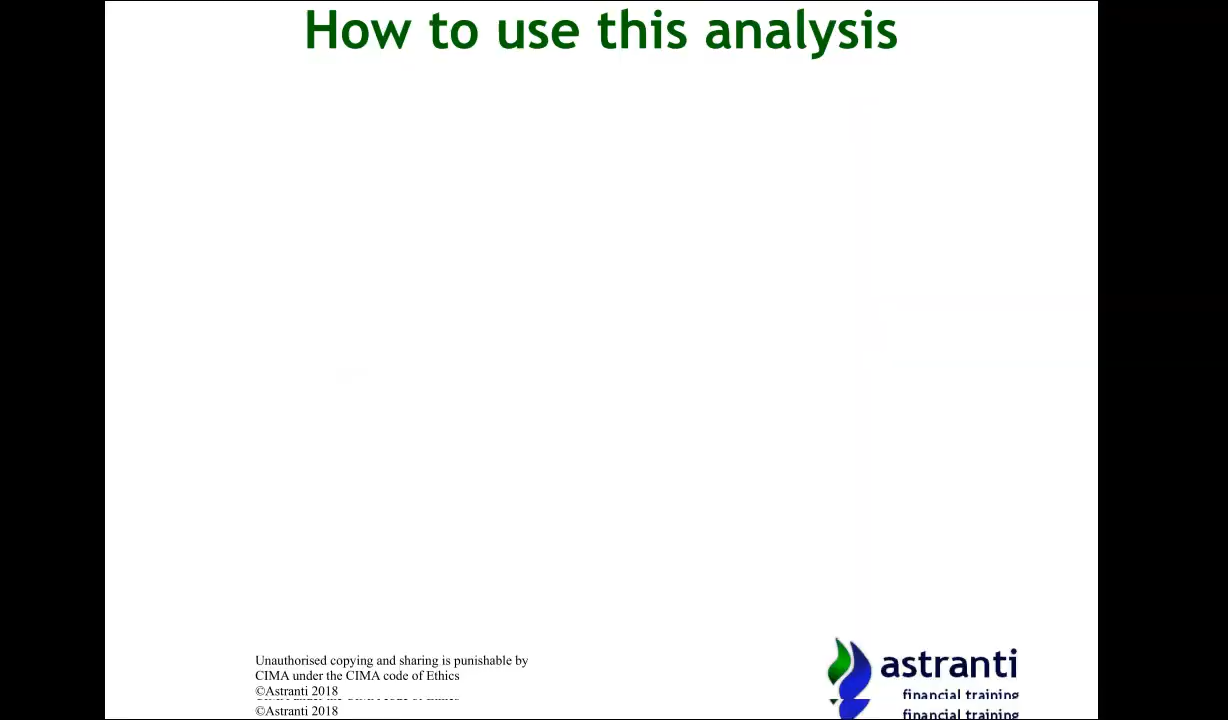 How to use this analysis
Unauthorised copying and sharing is punishable by
CIMA under the CIMA code of Ethics
©Astranti 2018
©Astranti 2018
astranti
financial training
financial training